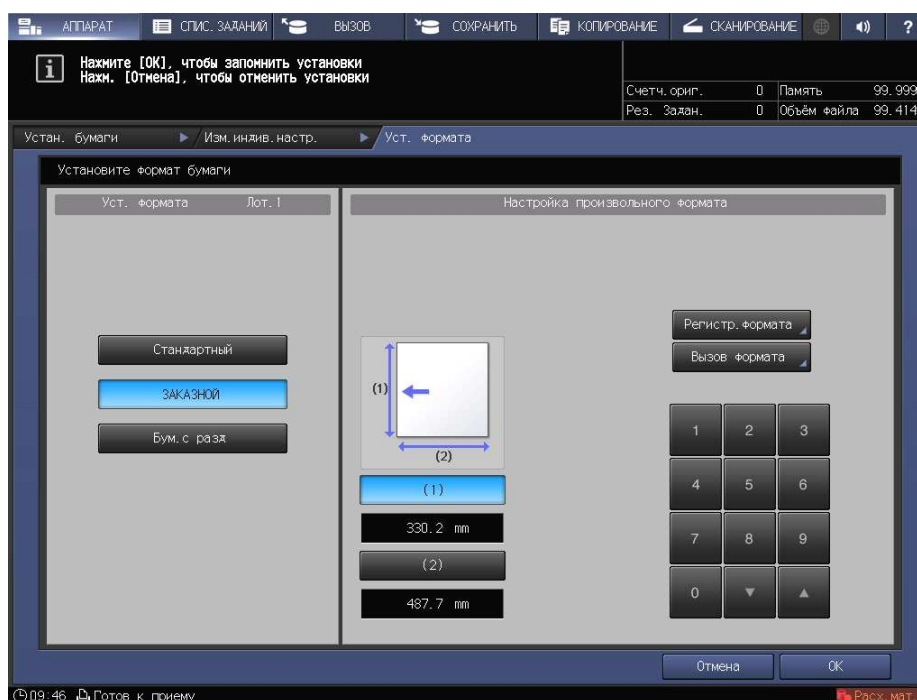 АППАРАТ СПИС. ЗАДАНИЙ ВЫЗОВ СОХРАНИТЬ КОПИРОВАНИЕ СКАНИРОВАНИЕ ?
Нажмите [OK], чтобы запомнить установки
Нажм. [Отмена], чтобы отменить установки
Счетч.ориг. 0 Память 99.999
Рез. Задан. 0 Объём файла 99.414
Устан. бумаги Изм.индив.настр. Уст. формата
Установите формат бумаги
Уст. формата Лот.1
Настройка произвольного формата
Регистр.формата
Вызов формата
Стандартный
ЗАКАЗНОЙ
Бум.с разд
(1)
(2)
(1)
330.2 mm
(2)
487.7 mm
1 2 3
4 5 6
7 8 9
0
Отмена OK
09:46 Готов к приему Расх.мат